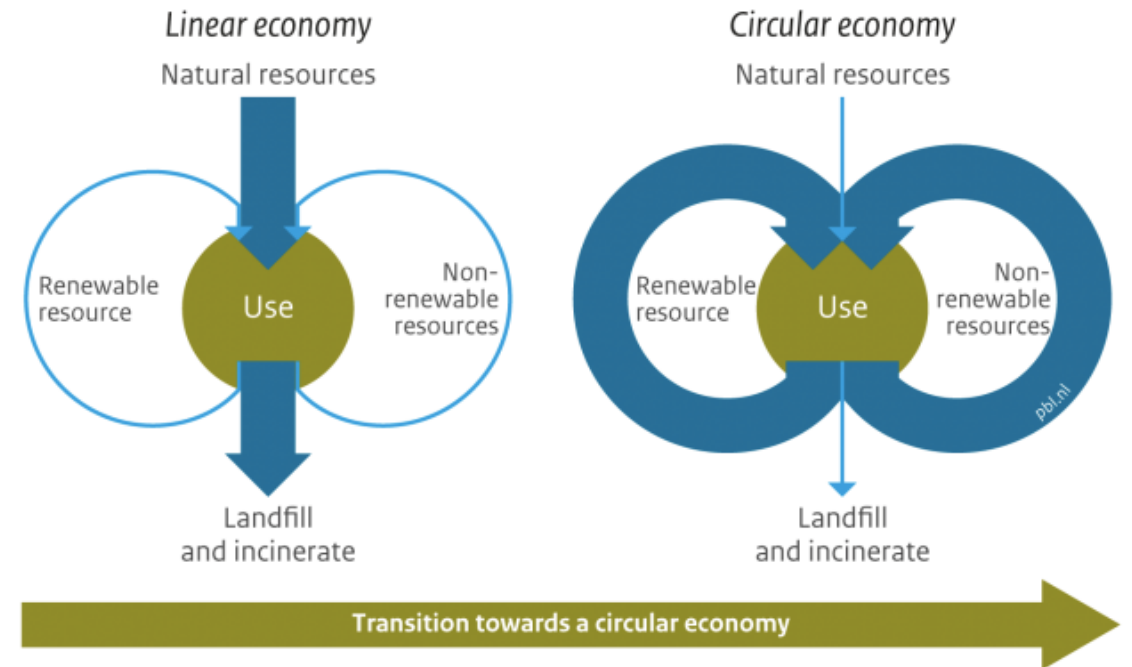 Linear economy
Natural resources
Renewable
resource
Use
Non-
renewable
resources
Landfill
and incinerate
Circular economy
Natural resources
Renewable
resource
Use
Non-
renewable
resources
pbl.nl
Landfill
and incinerate
Transition towards a circular economy